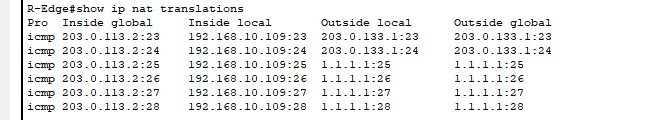 R-Edge#show ip nat translations
Pro Inside global Inside local Outside local Outside global
icmp 203.0.113.2:23 192.168.10.109:23 203.0.133.1:23 203.0.133.1:23
icmp 203.0.113.2:24 192.168.10.109:24 203.0.133.1:24 203.0.133.1:24
icmp 203.0.113.2:25 192.168.10.109:25 1.1.1.1:25 1.1.1.1:25
icmp 203.0.113.2:26 192.168.10.109:26 1.1.1.1:26 1.1.1.1:26
icmp 203.0.113.2:27 192.168.10.109:27 1.1.1.1:27 1.1.1.1:27
icmp 203.0.113.2:28 192.168.10.109:28 1.1.1.1:28 1.1.1.1:28